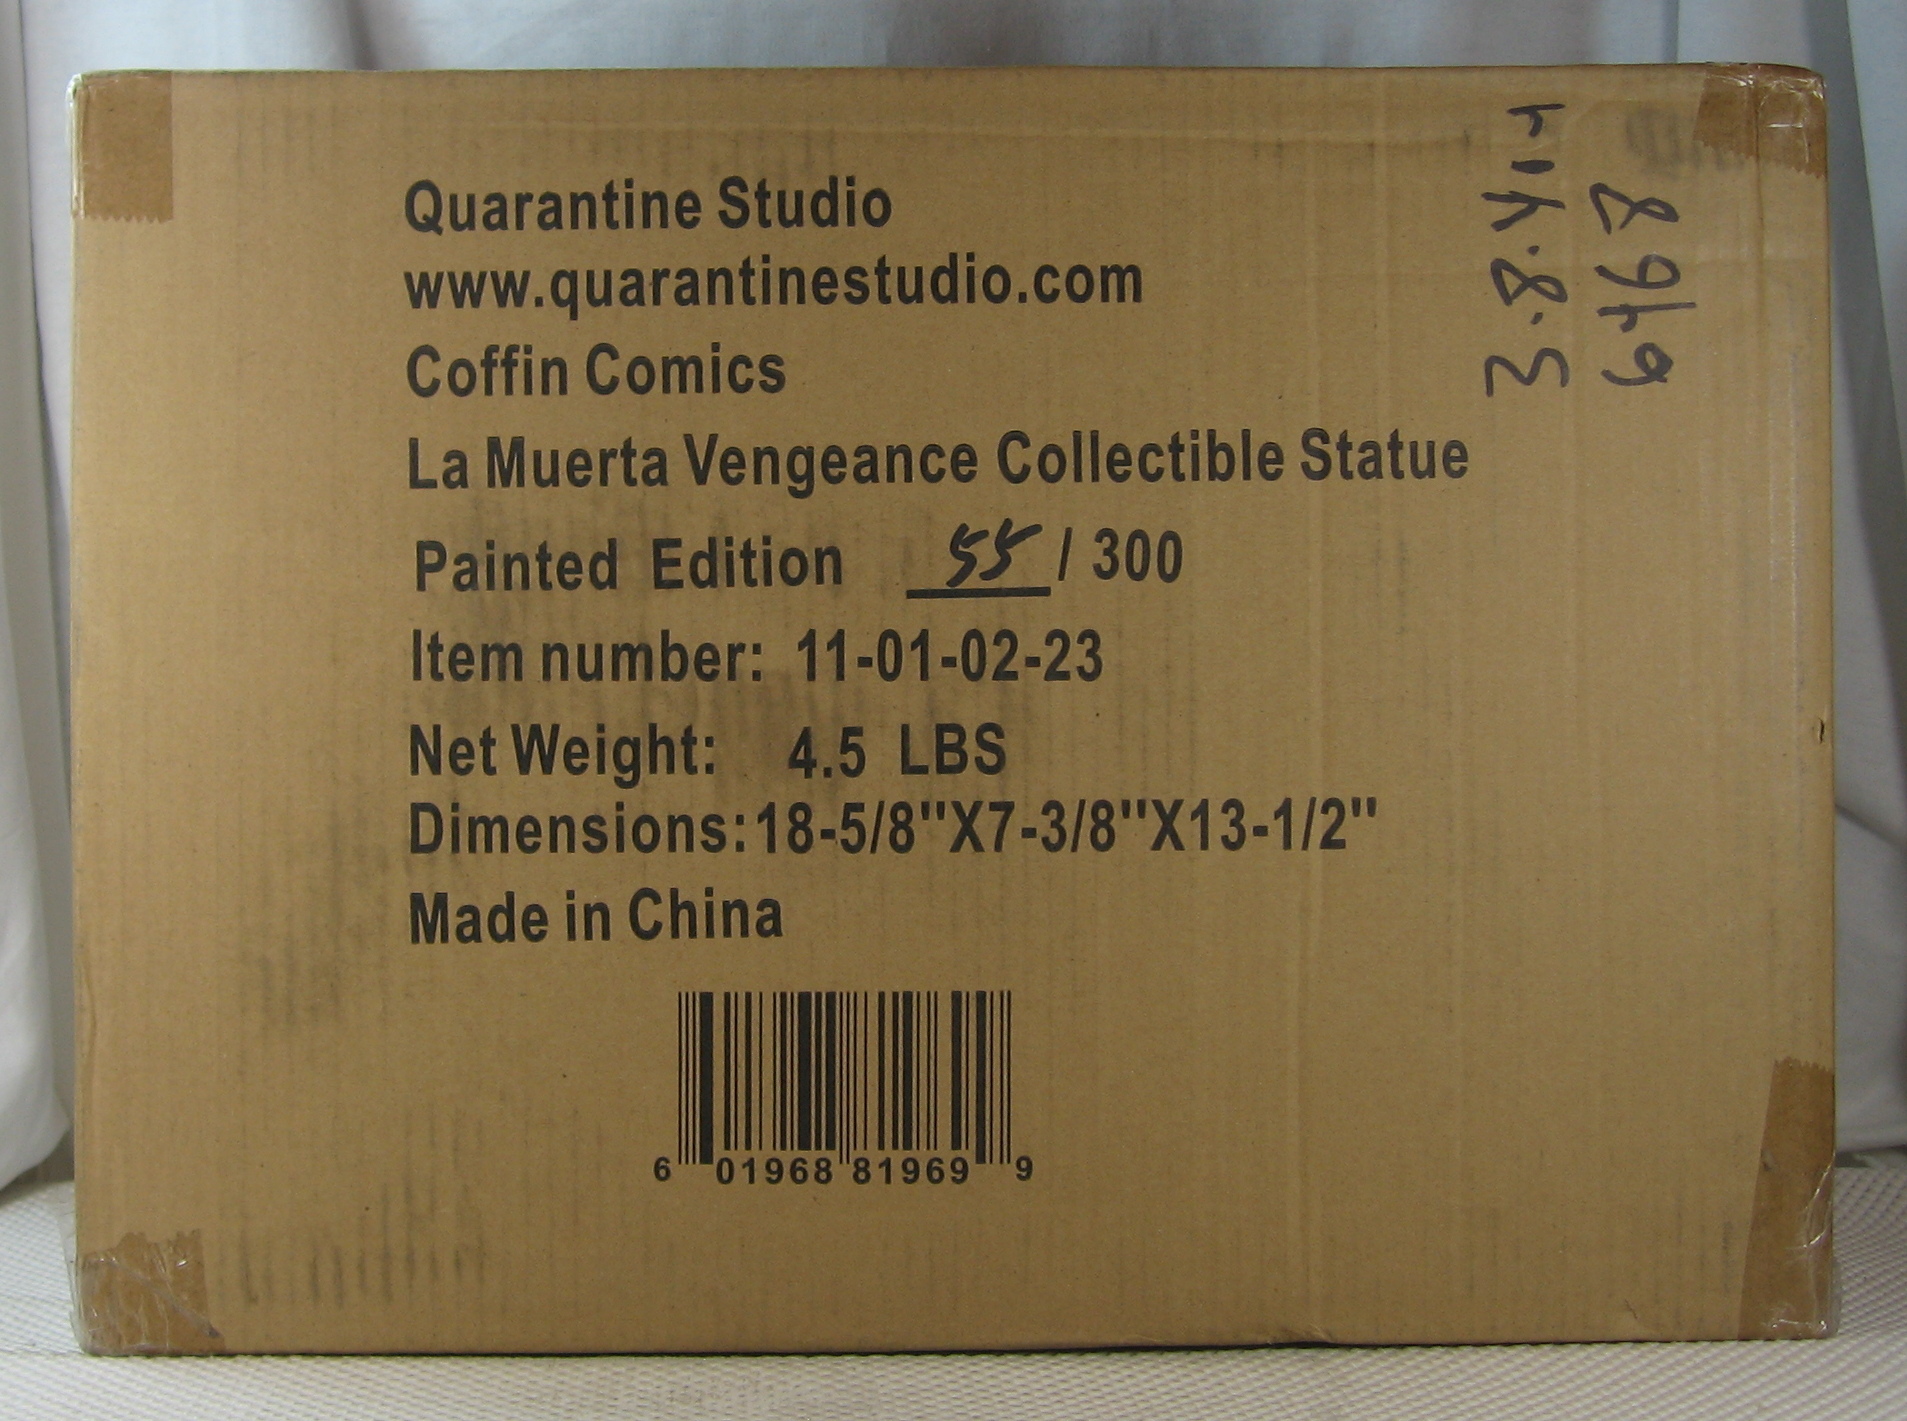 Quarantine Studio
www.quarantinestudio.com
Coffin Comics
La Muerta Vengeance Collectible Statue
Painted Edition 55 / 300
Item number: 11-01-02-23
Net Weight: 4.5 LBS
Dimensions:18-5/8"X7-3/8"X13-1/2"
Made in China
6 01968 81969 9